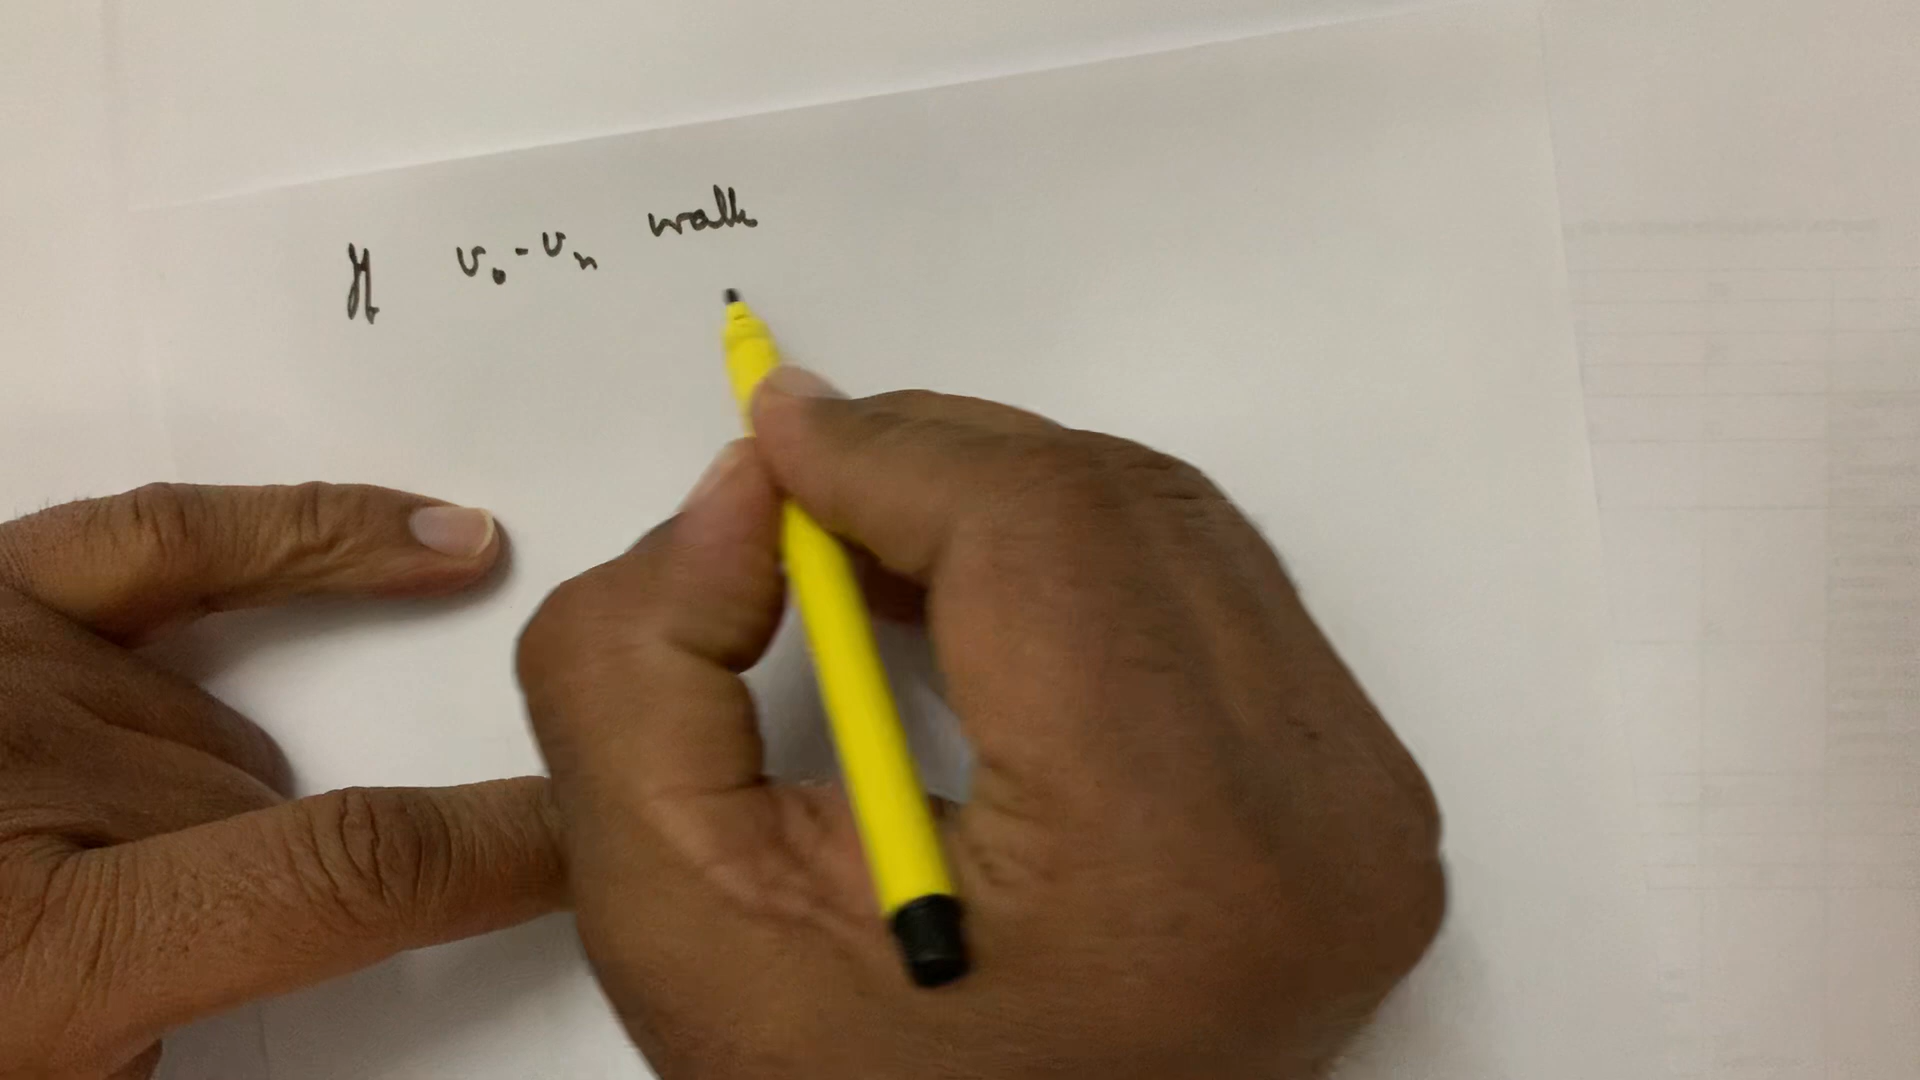 If v₀-vₙ walk